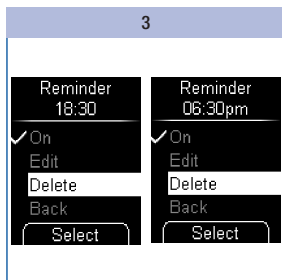 3
Reminder
18:30
✓On
Edit
Delete
Back
Select
Reminder
06:30pm
✓On
Edit
Delete
Back
Select